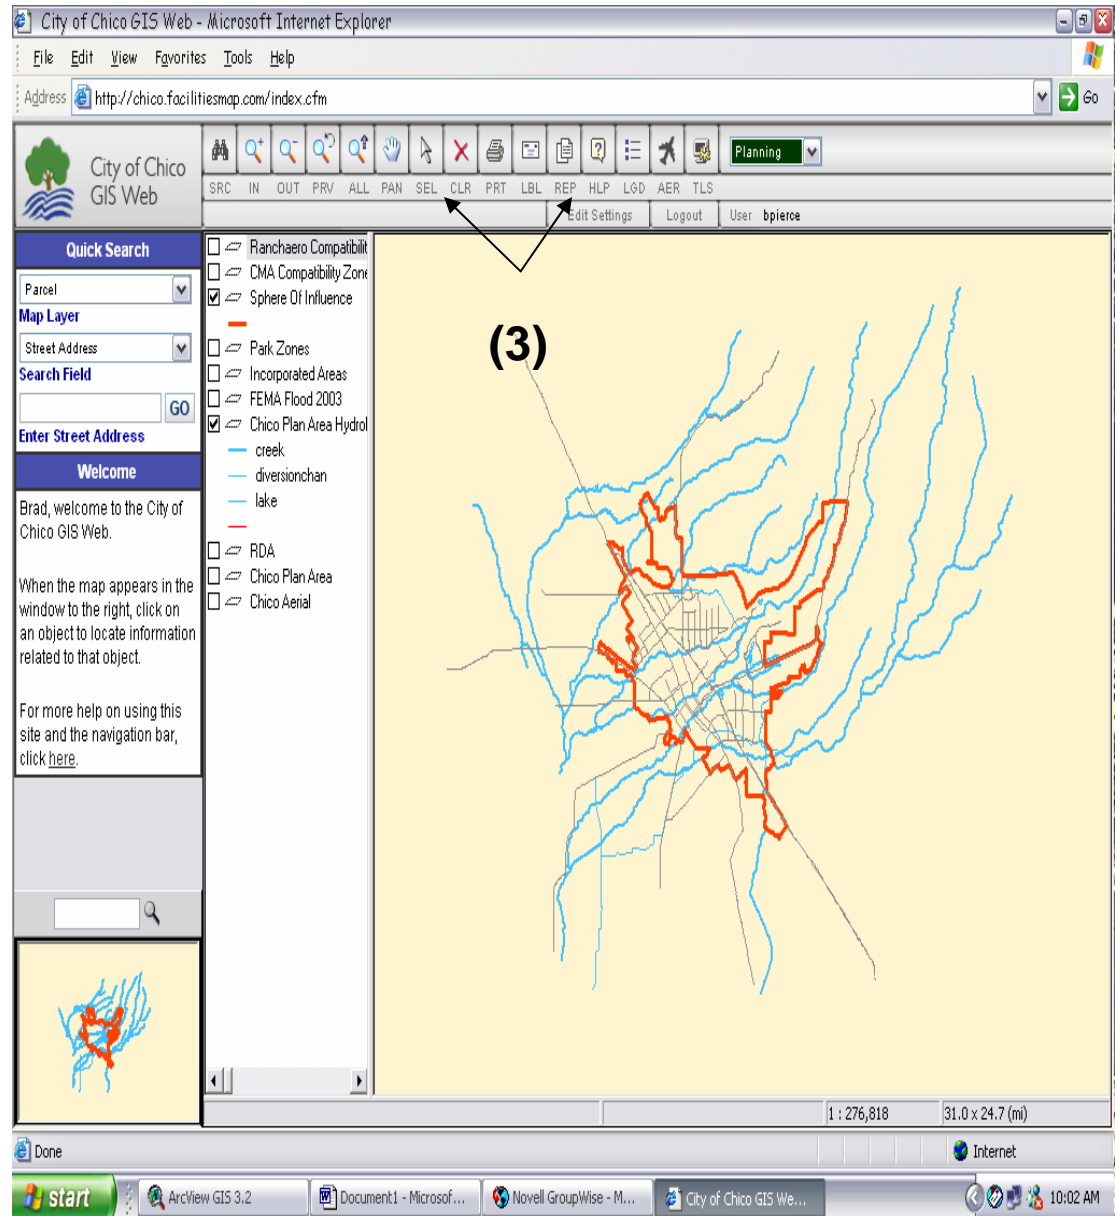 City of Chico GIS Web - Microsoft Internet Explorer
File Edit View Favorites Tools Help
Address http://chico.facilitiesmap.com/index.cfm Go
City of Chico
GIS Web
Planning
SRC IN OUT PRV ALL PAN SEL CLR PRT LBL REP HLP LGD AER TLS
Edit Settings Logout User bpierce
Quick Search
Parcel
Map Layer
Street Address
Search Field
GO
Enter Street Address
Welcome
Brad, welcome to the City of
Chico GIS Web.
When the map appears in the
window to the right, click on
an object to locate information
related to that object.
For more help on using this
site and the navigation bar,
click here.
Ranchaero Compatibilit
CMA Compatibility Zone
Sphere Of Influence
Park Zones
Incorporated Areas
FEMA Flood 2003
Chico Plan Area Hydrol
creek
diversionchan
lake
RDA
Chico Plan Area
Chico Aerial
(3)
1 : 276,818 31.0 x 24.7 (mi)
Done Internet
start ArcView GIS 3.2 Document1 - Microsof... Novell GroupWise - M... City of Chico GIS We... 10:02 AM